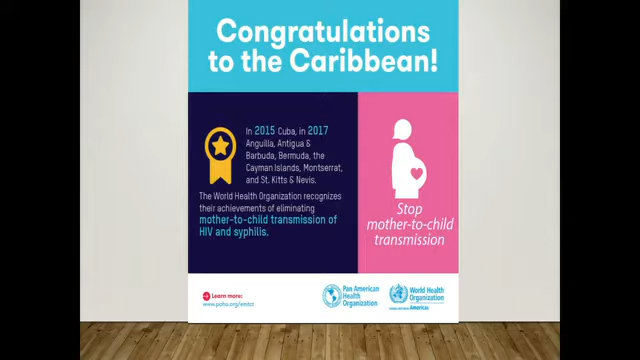 Congratulations
to the Caribbean!
In 2015 Cuba, in 2017
Anguilla, Antigua &
Barbuda, Bermuda, the
Cayman Islands, Montserrat,
and St. Kitts & Nevis.
The World Health Organization recognizes
their achievements of eliminating
mother-to-child transmission of
HIV and syphilis.
Stop
mother-to-child
transmission
Learn more:
www.paho.org/emtct
Pan American
Health
Organization
World Health
Organization
Americas